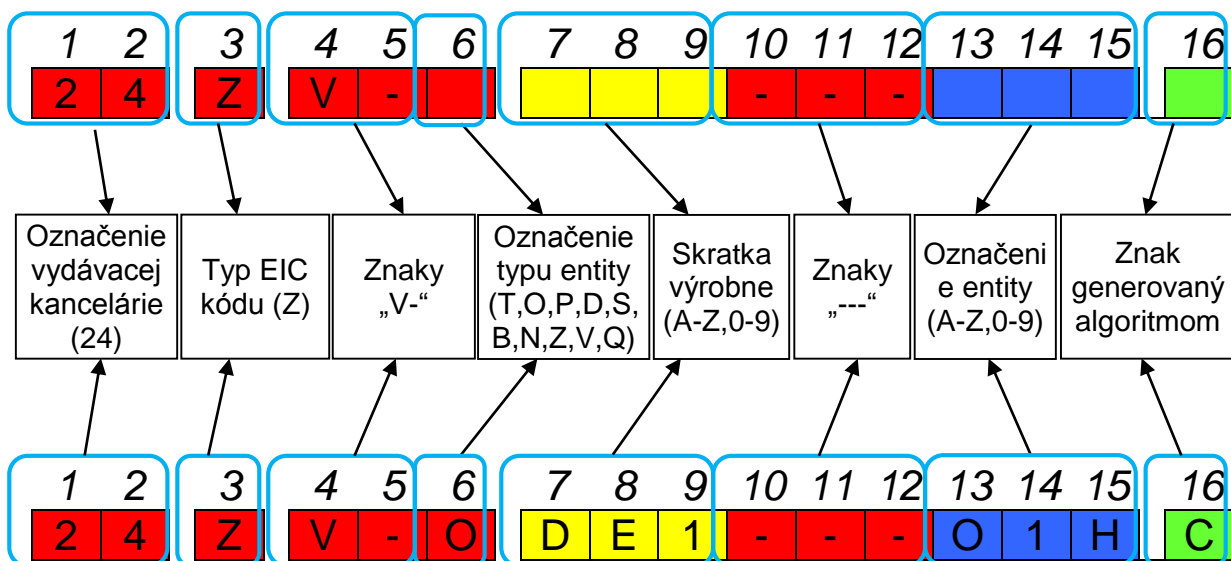 1 2 3 4 5 6 7 8 9 10 11 12 13 14 15 16
2 4 Z V - - - -
Označenie
vydávacej
kancelárie
(24)
Typ EIC
kódu (Z)
Znaky
„V-“
Označenie
typu entity
(T,O,P,D,S,
B,N,Z,V,Q)
Skratka
výrobne
(A-Z,0-9)
Znaky
„---“
Označeni
e entity
(A-Z,0-9)
Znak
generovaný
algoritmom
1 2 3 4 5 6 7 8 9 10 11 12 13 14 15 16
2 4 Z V - O D E 1 - - - O 1 H C